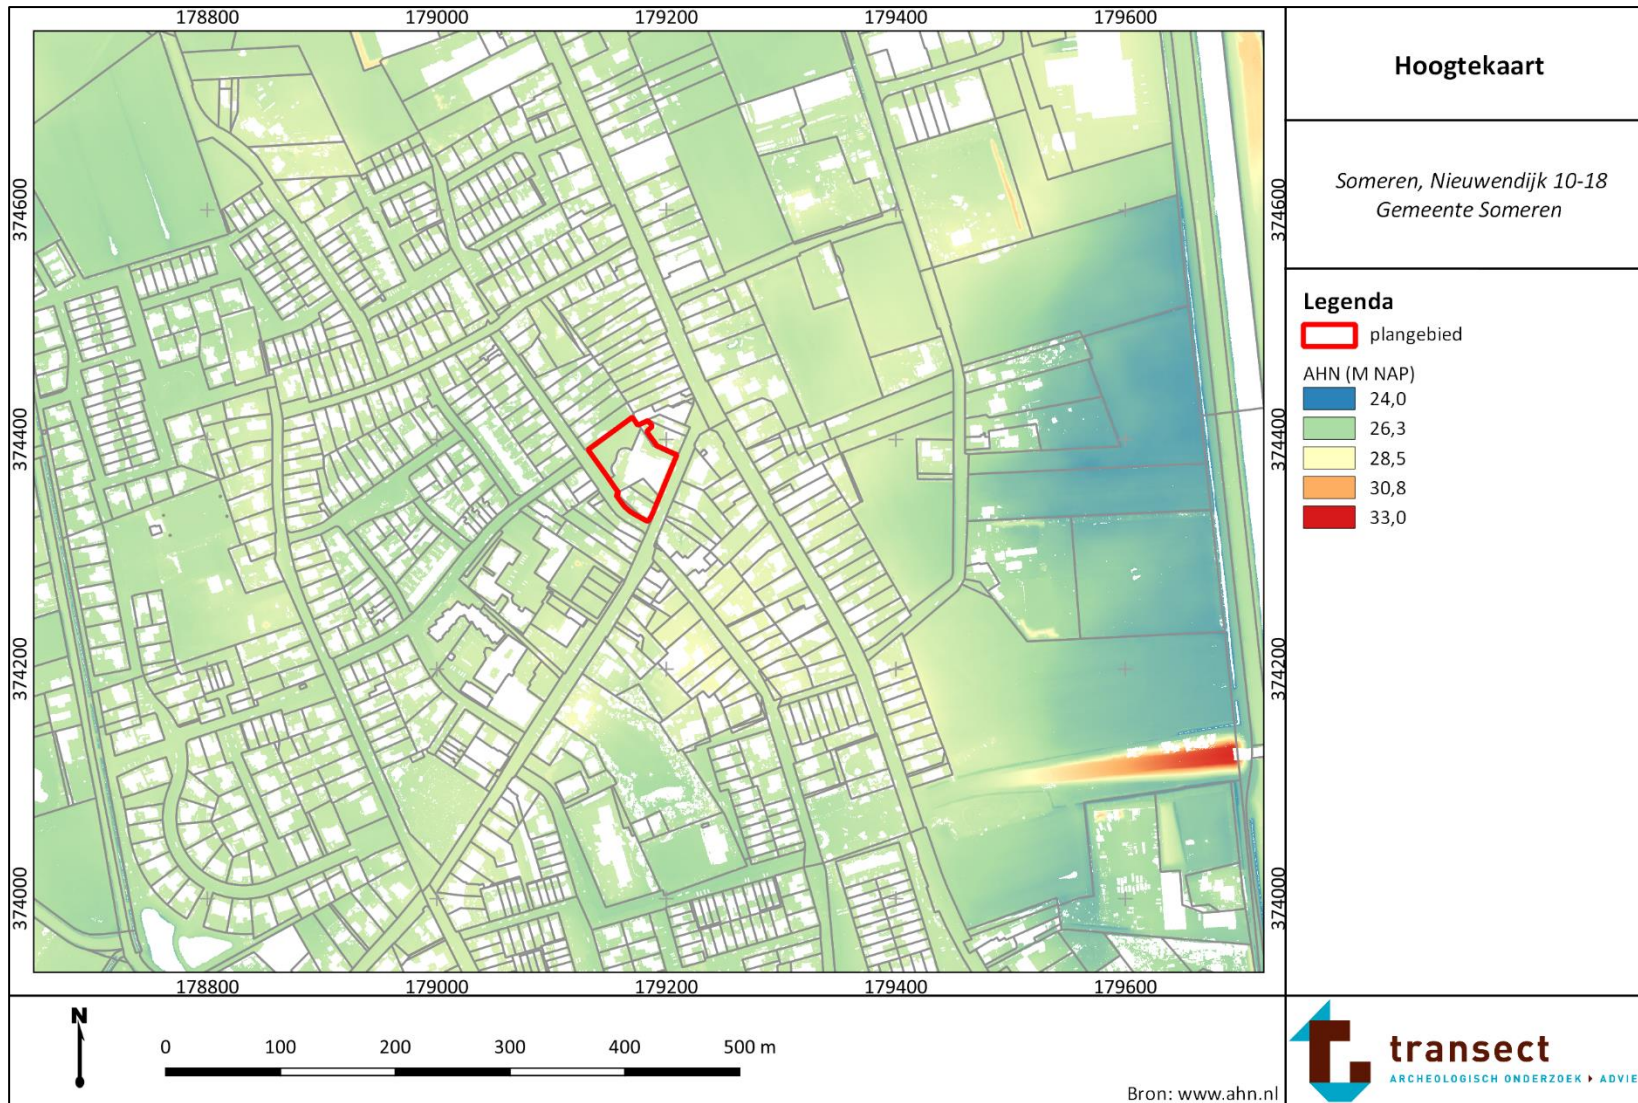 178800 179000 179200 179400 179600
374600 374600
374400 374400
374200 374200
374000 374000
178800 179000 179200 179400 179600
Hoogtekaart
Someren, Nieuwendijk 10-18
Gemeente Someren
Legenda
plangebied
AHN (M NAP)
24,0
26,3
28,5
30,8
33,0
N
0 100 200 300 400 500 m
Bron: www.ahn.nl
transect
ARCHEOLOGISCH ONDERZOEK ▸ ADVIE